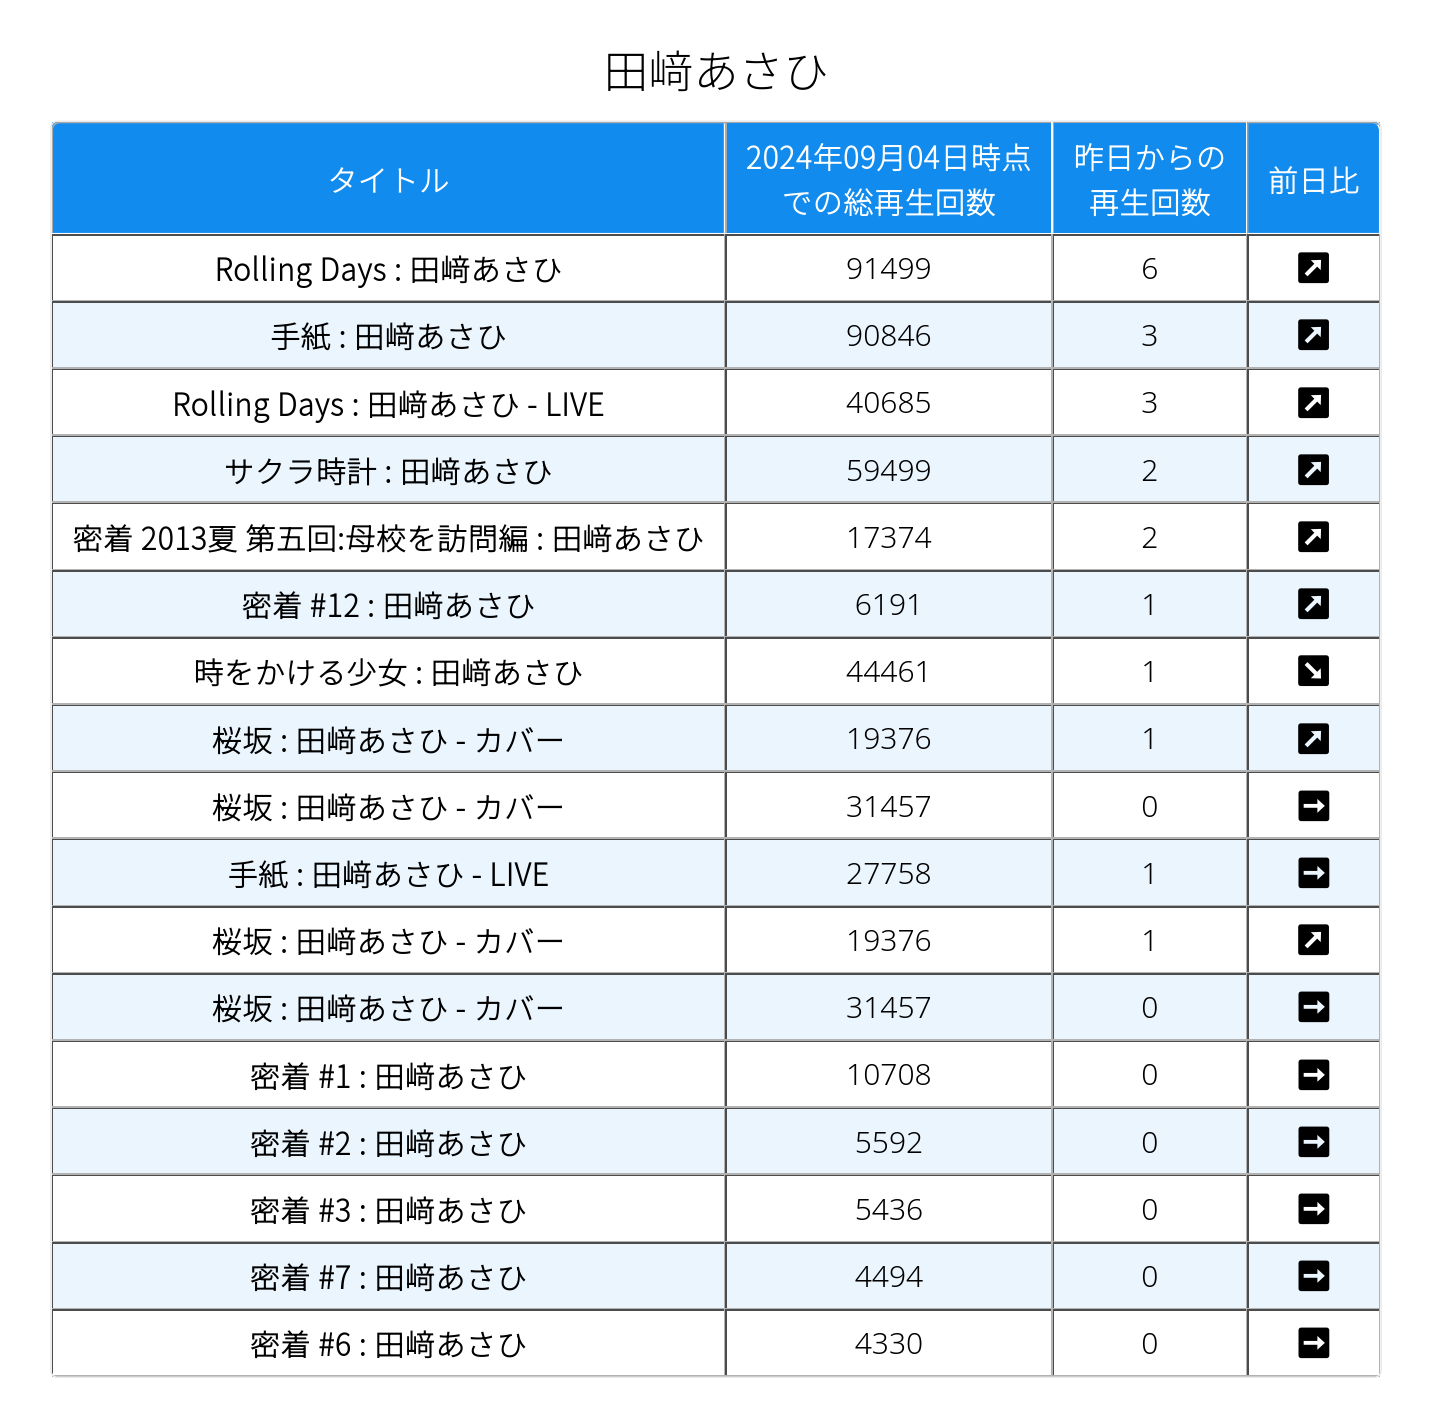 田﨑あさひ
タイトル
2024年09月04日時点
での総再生回数
昨日からの
再生回数
前日比
Rolling Days : 田﨑あさひ 91499 6
手紙 : 田﨑あさひ 90846 3
Rolling Days : 田﨑あさひ - LIVE 40685 3
サクラ時計 : 田﨑あさひ 59499 2
密着 2013夏 第五回:母校を訪問編 : 田﨑あさひ 17374 2
密着 #12 : 田﨑あさひ 6191 1
時をかける少女 : 田﨑あさひ 44461 1
桜坂 : 田﨑あさひ - カバー 19376 1
桜坂 : 田﨑あさひ - カバー 31457 0
手紙 : 田﨑あさひ - LIVE 27758 1
桜坂 : 田﨑あさひ - カバー 19376 1
桜坂 : 田﨑あさひ - カバー 31457 0
密着 #1 : 田﨑あさひ 10708 0
密着 #2 : 田﨑あさひ 5592 0
密着 #3 : 田﨑あさひ 5436 0
密着 #7 : 田﨑あさひ 4494 0
密着 #6 : 田﨑あさひ 4330 0